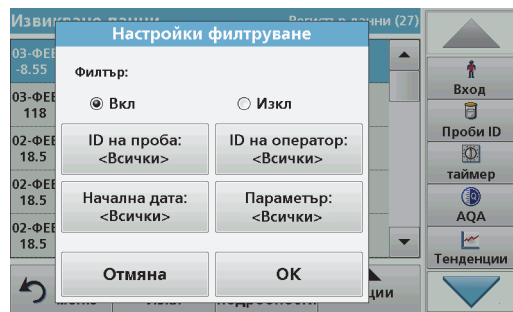 Извикване данни Регистър данни (27)
Настройки филтруване
03-ФЕВ
-8.55
03-ФЕВ
118
02-ФЕВ
18.5
02-ФЕВ
18.5
02-ФЕВ
18.5
Филтър:
Вкл Изкл
ID на проба:
<Всички>
ID на оператор:
<Всички>
Начална дата:
<Всички>
Параметър:
<Всички>
Отмяна OK
Вход
Проби ID
таймер
AQA
Тенденции